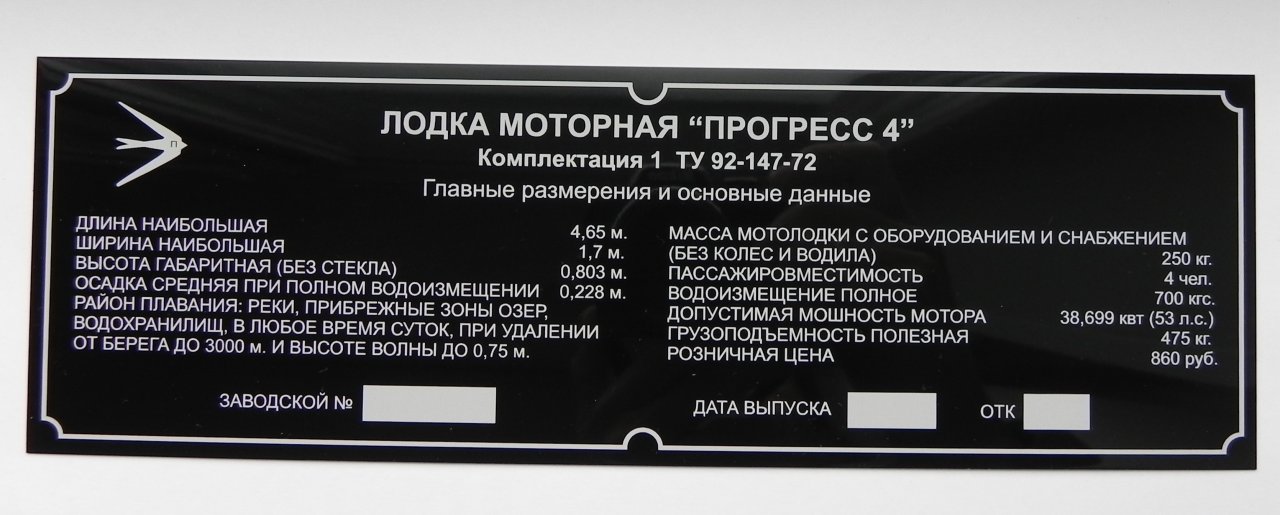 П
ЛОДКА МОТОРНАЯ “ПРОГРЕСС 4”
Комплектация 1 ТУ 92-147-72
Главные размерения и основные данные
ДЛИНА НАИБОЛЬШАЯ 4,65 м.
ШИРИНА НАИБОЛЬШАЯ 1,7 м.
ВЫСОТА ГАБАРИТНАЯ (БЕЗ СТЕКЛА) 0,803 м.
ОСАДКА СРЕДНЯЯ ПРИ ПОЛНОМ ВОДОИЗМЕЩЕНИИ 0,228 м.
РАЙОН ПЛАВАНИЯ: РЕКИ, ПРИБРЕЖНЫЕ ЗОНЫ ОЗЕР,
ВОДОХРАНИЛИЩ, В ЛЮБОЕ ВРЕМЯ СУТОК, ПРИ УДАЛЕНИИ
ОТ БЕРЕГА ДО 3000 м. И ВЫСОТЕ ВОЛНЫ ДО 0,75 м.
МАССА МОТОЛОДКИ С ОБОРУДОВАНИЕМ И СНАБЖЕНИЕМ
(БЕЗ КОЛЕС И ВОДИЛА) 250 кг.
ПАССАЖИРОВМЕСТИМОСТЬ 4 чел.
ВОДОИЗМЕЩЕНИЕ ПОЛНОЕ 700 кгс.
ДОПУСТИМАЯ МОШНОСТЬ МОТОРА 38,699 квт (53 л.с.)
ГРУЗОПОДЪЕМНОСТЬ ПОЛЕЗНАЯ 475 кг.
РОЗНИЧНАЯ ЦЕНА 860 руб.
ЗАВОДСКОЙ № ДАТА ВЫПУСКА ОТК